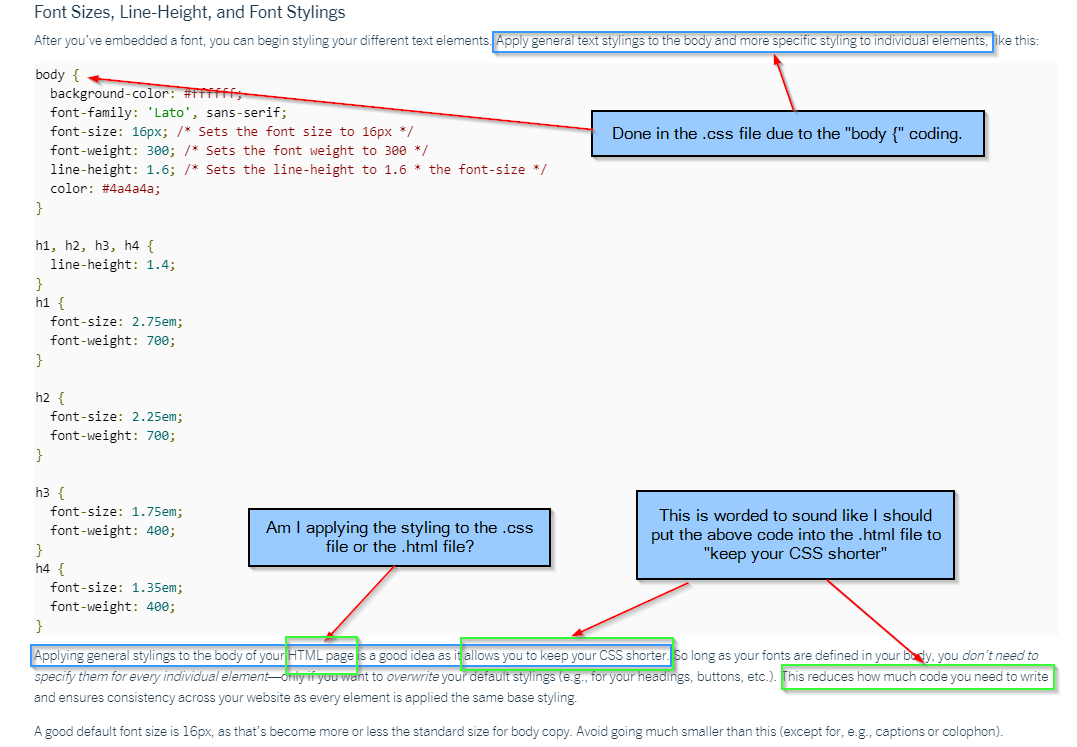 Font Sizes, Line-Height, and Font Stylings
After you've embedded a font, you can begin styling your different text elements. Apply general text stylings to the body and more specific styling to individual elements, like this:
body {
background-color: #ffffff;
font-family: 'Lato', sans-serif;
Done in the .css file due to the "body {" coding.
font-size: 16px; /* Sets the font size to 16px */
font-weight: 300; /* Sets the font weight to 300 */
line-height: 1.6; /* Sets the line-height to 1.6 * the font-size */
color: #4a4a4a;
}
h1, h2, h3, h4 {
line-height: 1.4;
}
h1 {
font-size: 2.75em;
font-weight: 700;
}
h2 {
font-size: 2.25em;
font-weight: 700;
}
h3 {
font-size: 1.75em;
font-weight: 400;
}
h4 {
font-size: 1.35em;
font-weight: 400;
}
Am I applying the styling to the .css
file or the .html file?
This is worded to sound like I should
put the above code into the .html file to
"keep your CSS shorter"
Applying general stylings to the body of your HTML page is a good idea as it allows you to keep your CSS shorter. So long as your fonts are defined in your body, you don't need to
specify them for every individual element—only if you want to overwrite your default stylings (e.g., for your headings, buttons, etc.). This reduces how much code you need to write
and ensures consistency across your website as every element is applied the same base styling.
A good default font size is 16px, as that's become more or less the standard size for body copy. Avoid going much smaller than this (except for, e.g., captions or colophon).